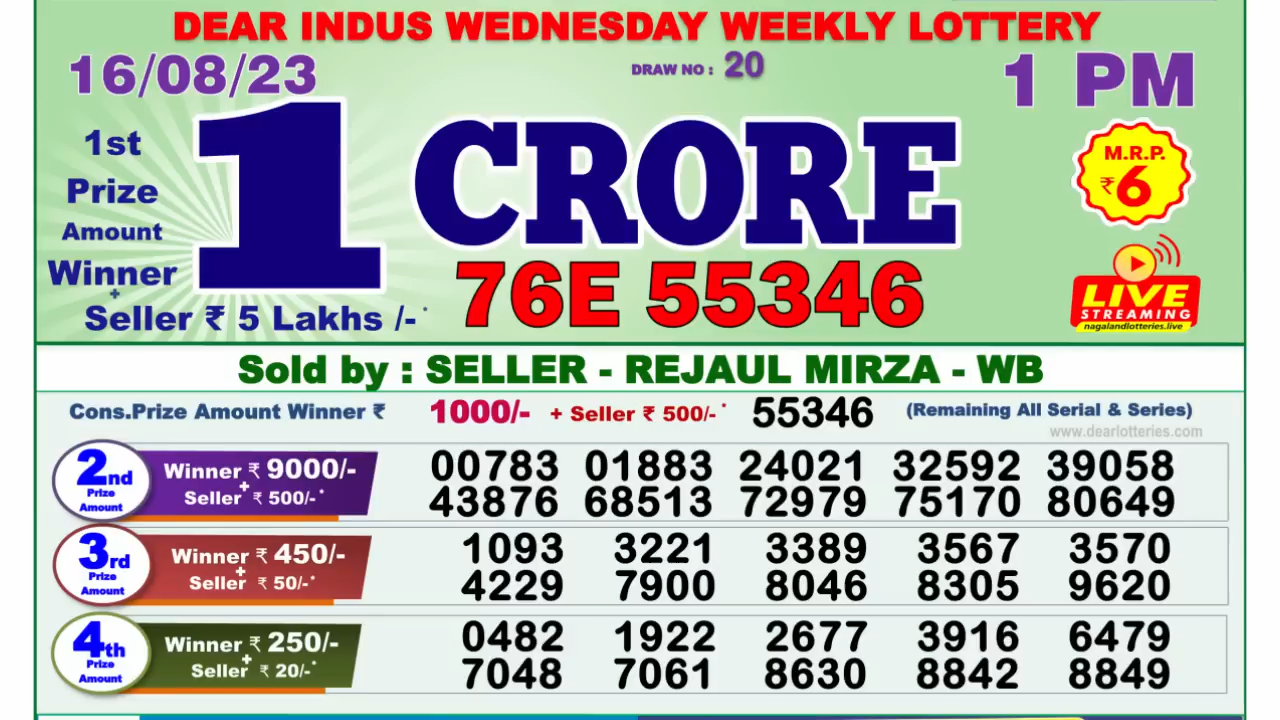 DEAR INDUS WEDNESDAY WEEKLY LOTTERY
16/08/23
DRAW NO : 20
1 PM
1st
Prize
Amount
Winner
+
Seller ₹ 5 Lakhs /-*
1 CRORE
76E 55346
M.R.P.
₹6
LIVE
STREAMING
nagalandlotteries.live
Sold by : SELLER - REJAUL MIRZA - WB
Cons.Prize Amount Winner ₹ 1000/- + Seller ₹ 500/-* 55346 (Remaining All Serial & Series)
www.dearlotteries.com
2nd
Prize
Amount
Winner ₹ 9000/-
+
Seller ₹ 500/-*
00783 01883 24021 32592 39058
43876 68513 72979 75170 80649
3rd
Prize
Amount
Winner ₹ 450/-
+
Seller ₹ 50/-*
1093 3221 3389 3567 3570
4229 7900 8046 8305 9620
4th
Prize
Amount
Winner ₹ 250/-
+
Seller ₹ 20/-*
0482 1922 2677 3916 6479
7048 7061 8630 8842 8849